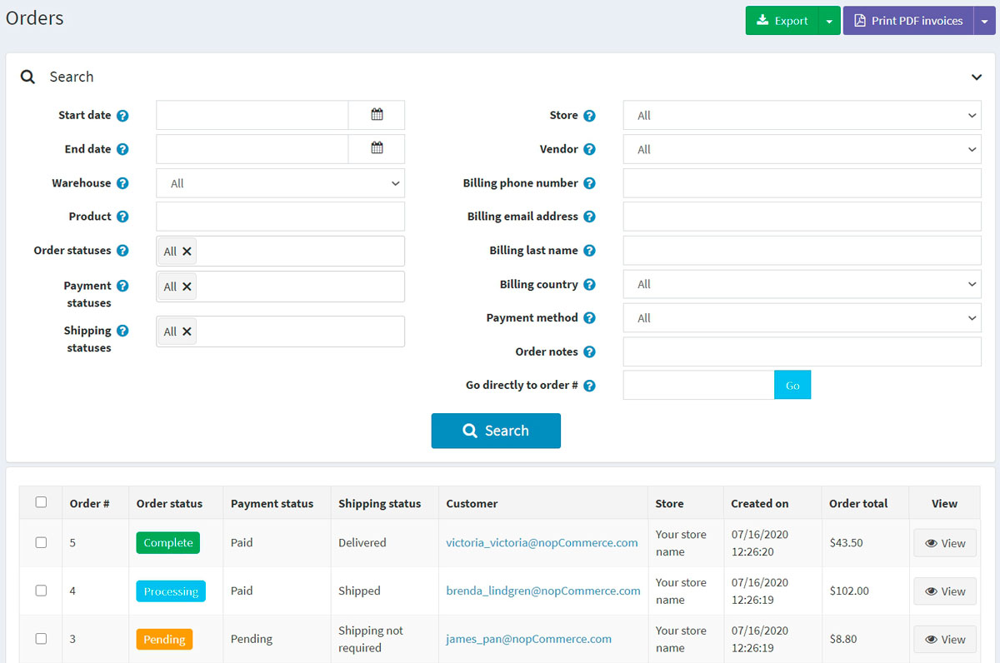 Orders
Export
Print PDF invoices
Search
Start date ?
End date ?
Warehouse ? All
Product ?
Order statuses ? All ×
Payment ? All ×
statuses
Shipping ? All ×
statuses
Store ? All
Vendor ? All
Billing phone number ?
Billing email address ?
Billing last name ?
Billing country ? All
Payment method ? All
Order notes ?
Go directly to order # ? Go
Search
Order # Order status Payment status Shipping status Customer Store Created on Order total View
5 Complete Paid Delivered victoria_victoria@nopCommerce.com Your store 07/16/2020 $43.50 View
name 12:26:20
4 Processing Paid Shipped brenda_lindgren@nopCommerce.com Your store 07/16/2020 $102.00 View
name 12:26:19
3 Pending Pending Shipping not james_pan@nopCommerce.com Your store 07/16/2020 $8.80 View
required name 12:26:19